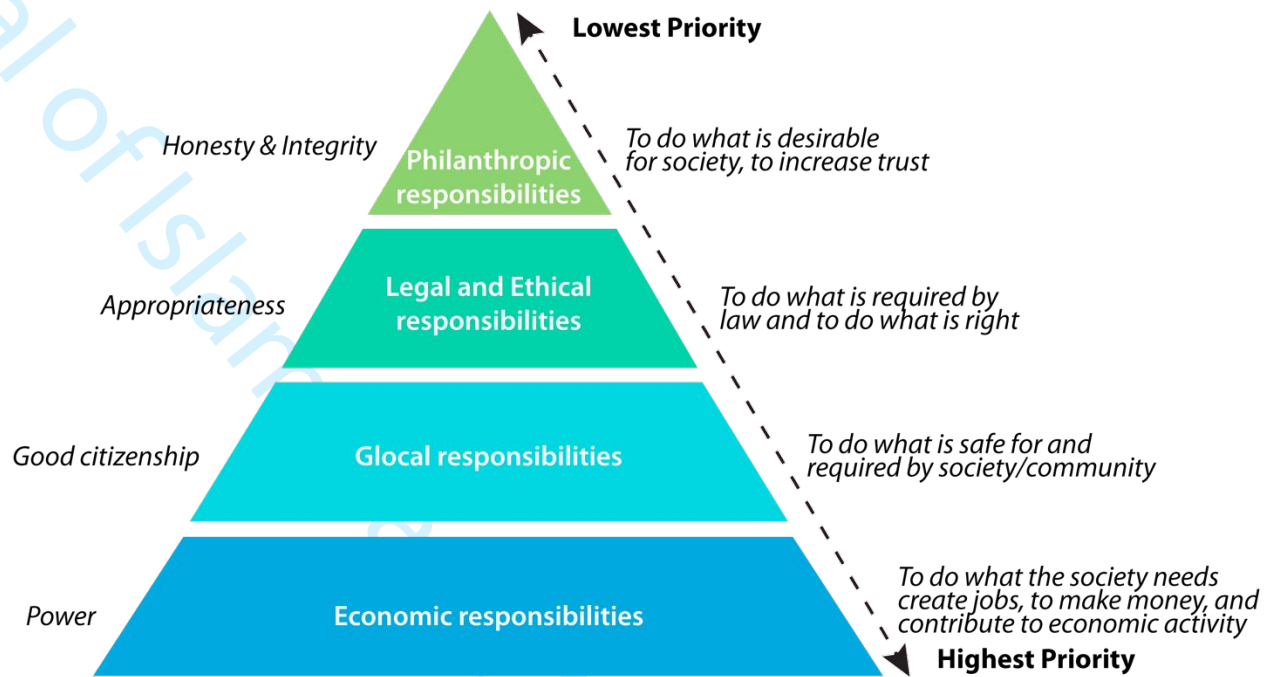 Lowest Priority
Honesty & Integrity
Philanthropic
responsibilities
To do what is desirable
for society, to increase trust
Appropriateness
Legal and Ethical
responsibilities
To do what is required by
law and to do what is right
Good citizenship
Glocal responsibilities
To do what is safe for and
required by society/community
Power
Economic responsibilities
To do what the society needs
create jobs, to make money, and
contribute to economic activity
Highest Priority
of Islam